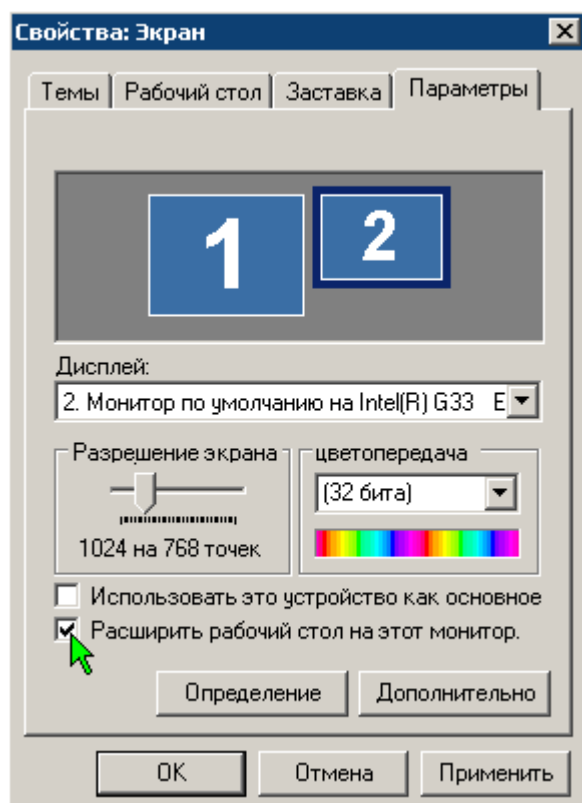 Свойства: Экран
Темы Рабочий стол Заставка Параметры
1 2
Дисплей:
2. Монитор по умолчанию на Intel(R) G33 E
Разрешение экрана цветопередача
(32 бита)
1024 на 768 точек
Использовать это устройство как основное
Расширить рабочий стол на этот монитор.
Определение Дополнительно
OK Отмена Применить